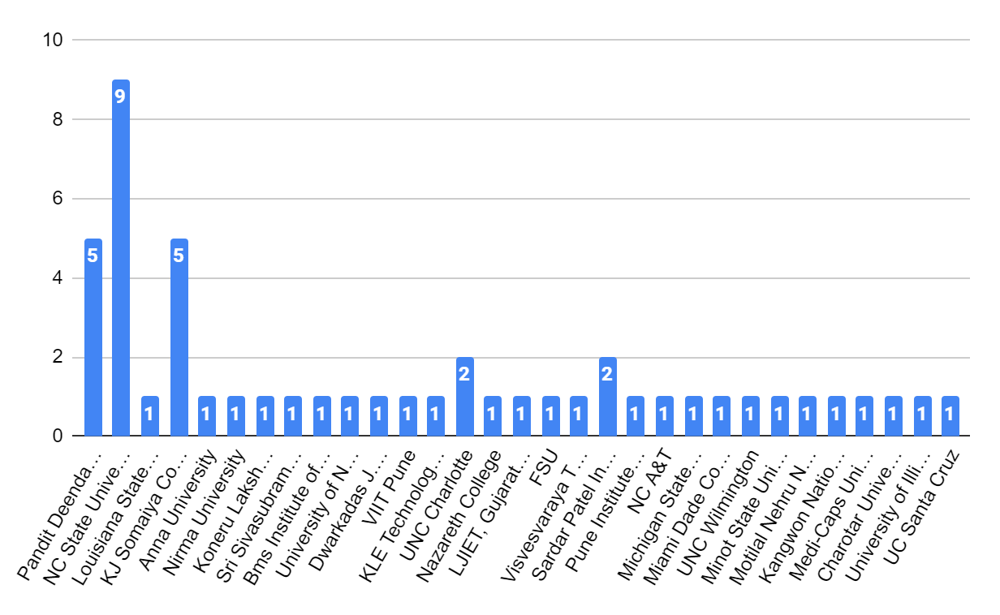 10
8
6
4
2
0
5
9
1
5
1
1
1
1
1
1
1
1
1
2
1
1
1
1
2
1
1
1
1
1
1
1
1
1
1
1
1
Pandit Deenda...
NC State Unive...
Louisiana State...
KJ Somaiya Co...
Anna University
Nirma University
Koneru Laksh...
Sri Sivasubram...
Bms Institute of...
University of N...
Dwarkadas J....
VIIT Pune
KLE Technolog...
UNC Charlotte
Nazareth College
LJIET, Gujarat...
FSU
Visvesvaraya T...
Sardar Patel In...
Pune Institute...
NC A&T
Michigan State...
Miami Dade Co...
UNC Wilmington
Minot State Uni...
Motilal Nehru N...
Kangwon Natio...
Medi-Caps Uni...
Charotar Unive...
University of Illi...
UC Santa Cruz